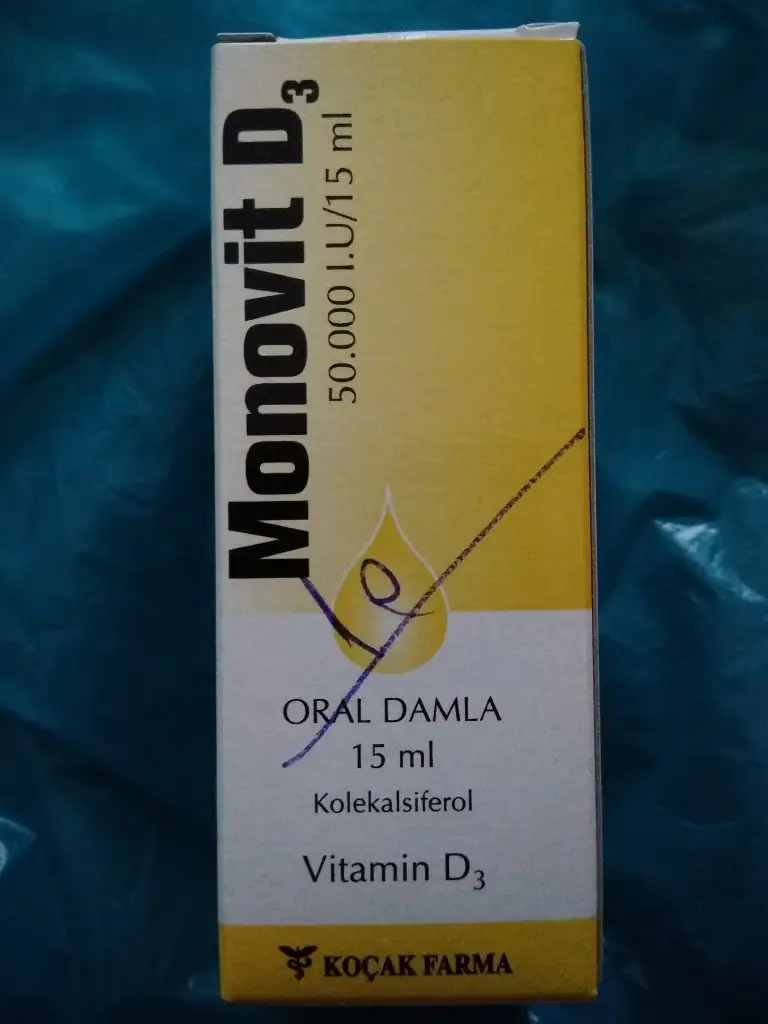 Monovit D₃
50.000 I.U/15 ml
ORAL DAMLA
15 ml
Kolekalsiferol
Vitamin D₃
KOÇAK FARMA